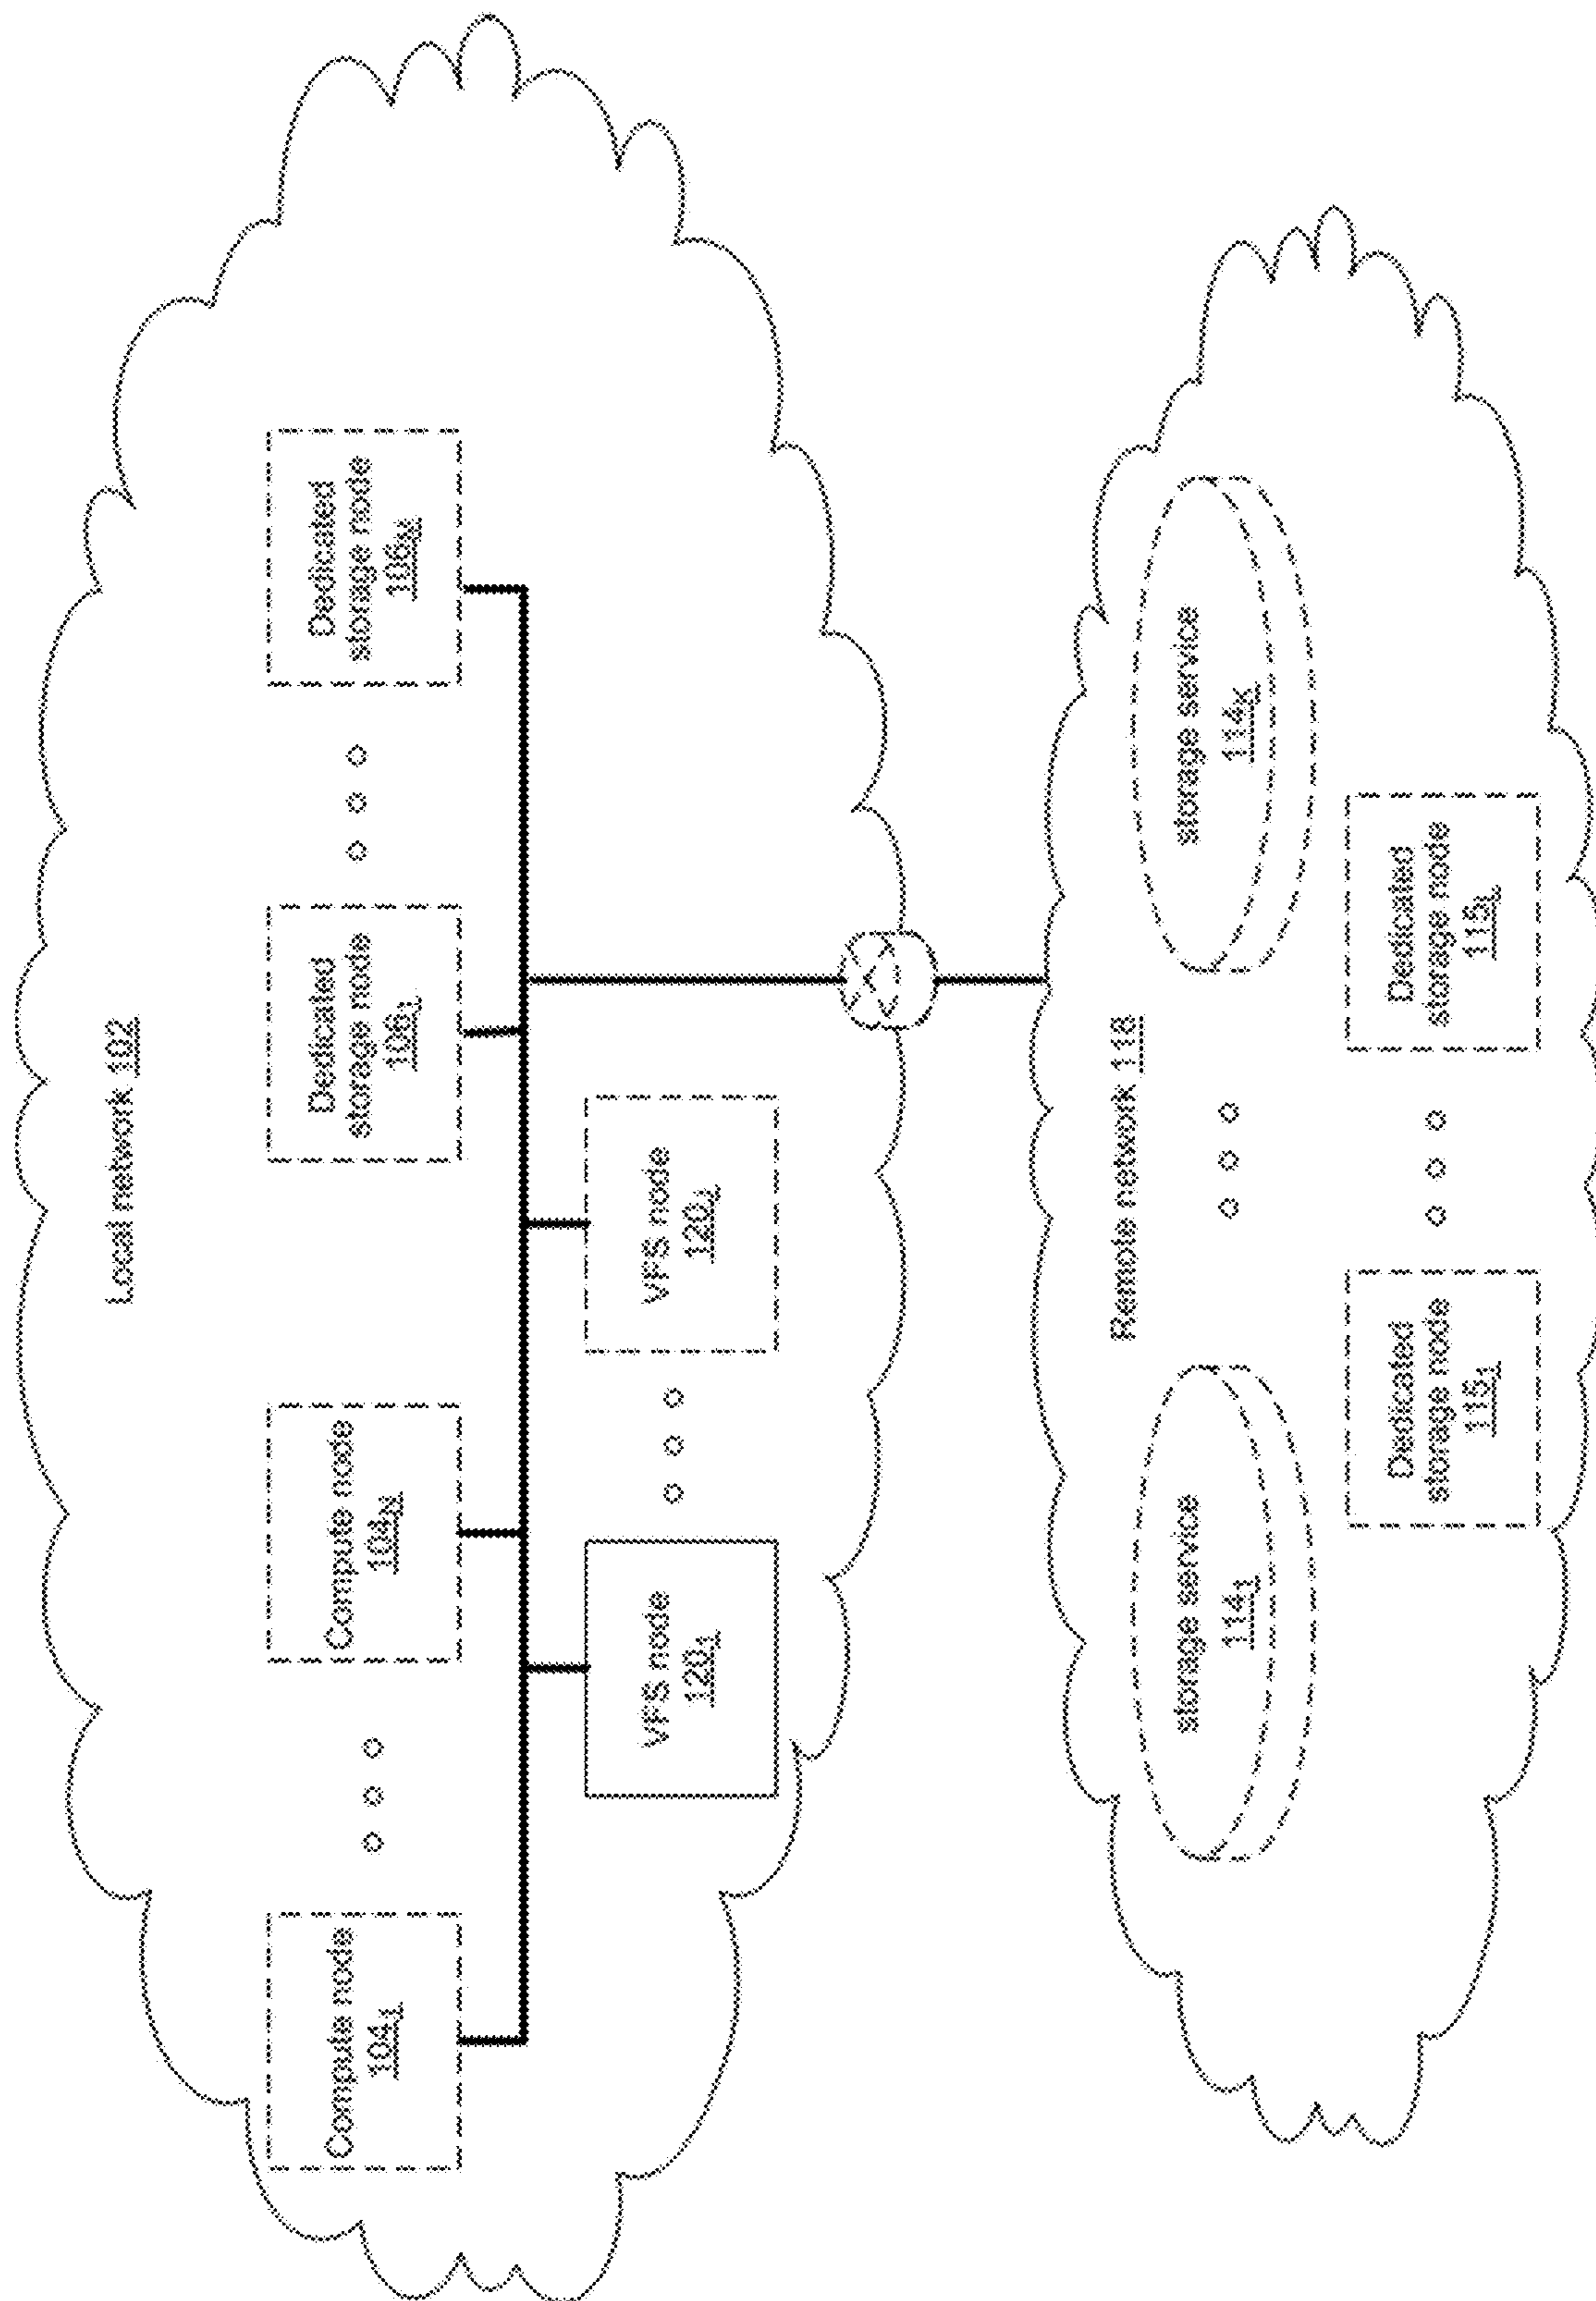 Local network 102
Compute node
104₁
Compute node
104N
Dedicated
storage node
106₁
Dedicated
storage node
106M
VFS node
120₁
VFS node
120J
Remote network 118
storage service
114₁
storage service
114K
Dedicated
storage node
115₁
Dedicated
storage node
115L